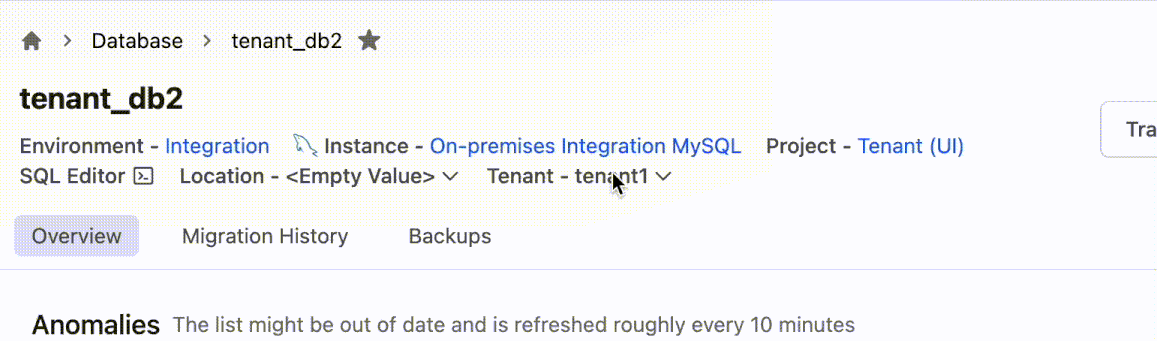 Database > tenant_db2
tenant_db2
Environment - Integration Instance - On-premises Integration MySQL Project - Tenant (UI)
Tra
SQL Editor Location - <Empty Value> Tenant - tenant1
Overview Migration History Backups
Anomalies The list might be out of date and is refreshed roughly every 10 minutes